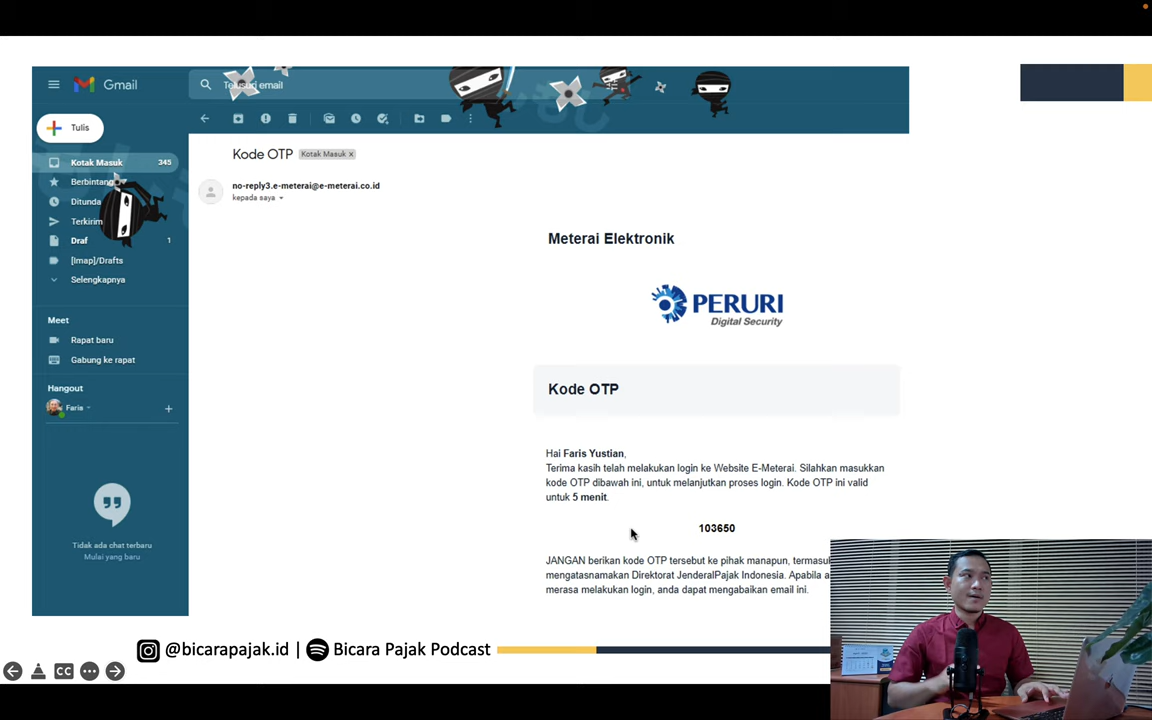 Gmail
Telusuri email
Tulis
Kotak Masuk 345
Berbintang
Ditunda
Terkirim
Draf 1
[Imap]/Drafts
Selengkapnya
Meet
Rapat baru
Gabung ke rapat
Hangout
Faris
Tidak ada chat terbaru
Mulai yang baru
Kode OTP Kotak Masuk x
no-reply3.e-meterai@e-meterai.co.id
kepada saya
Meterai Elektronik
PERURI
Digital Security
Kode OTP
Hai Faris Yustian,
Terima kasih telah melakukan login ke Website E-Meterai. Silahkan masukkan
kode OTP dibawah ini, untuk melanjutkan proses login. Kode OTP ini valid
untuk 5 menit.
103650
JANGAN berikan kode OTP tersebut ke pihak manapun,
mengatasnamakan Direktorat JenderalPajak Indonesia. Apabila
merasa melakukan login, anda dapat mengabaikan email ini.
@bicarapajak.id | Bicara Pajak Podcast
CC